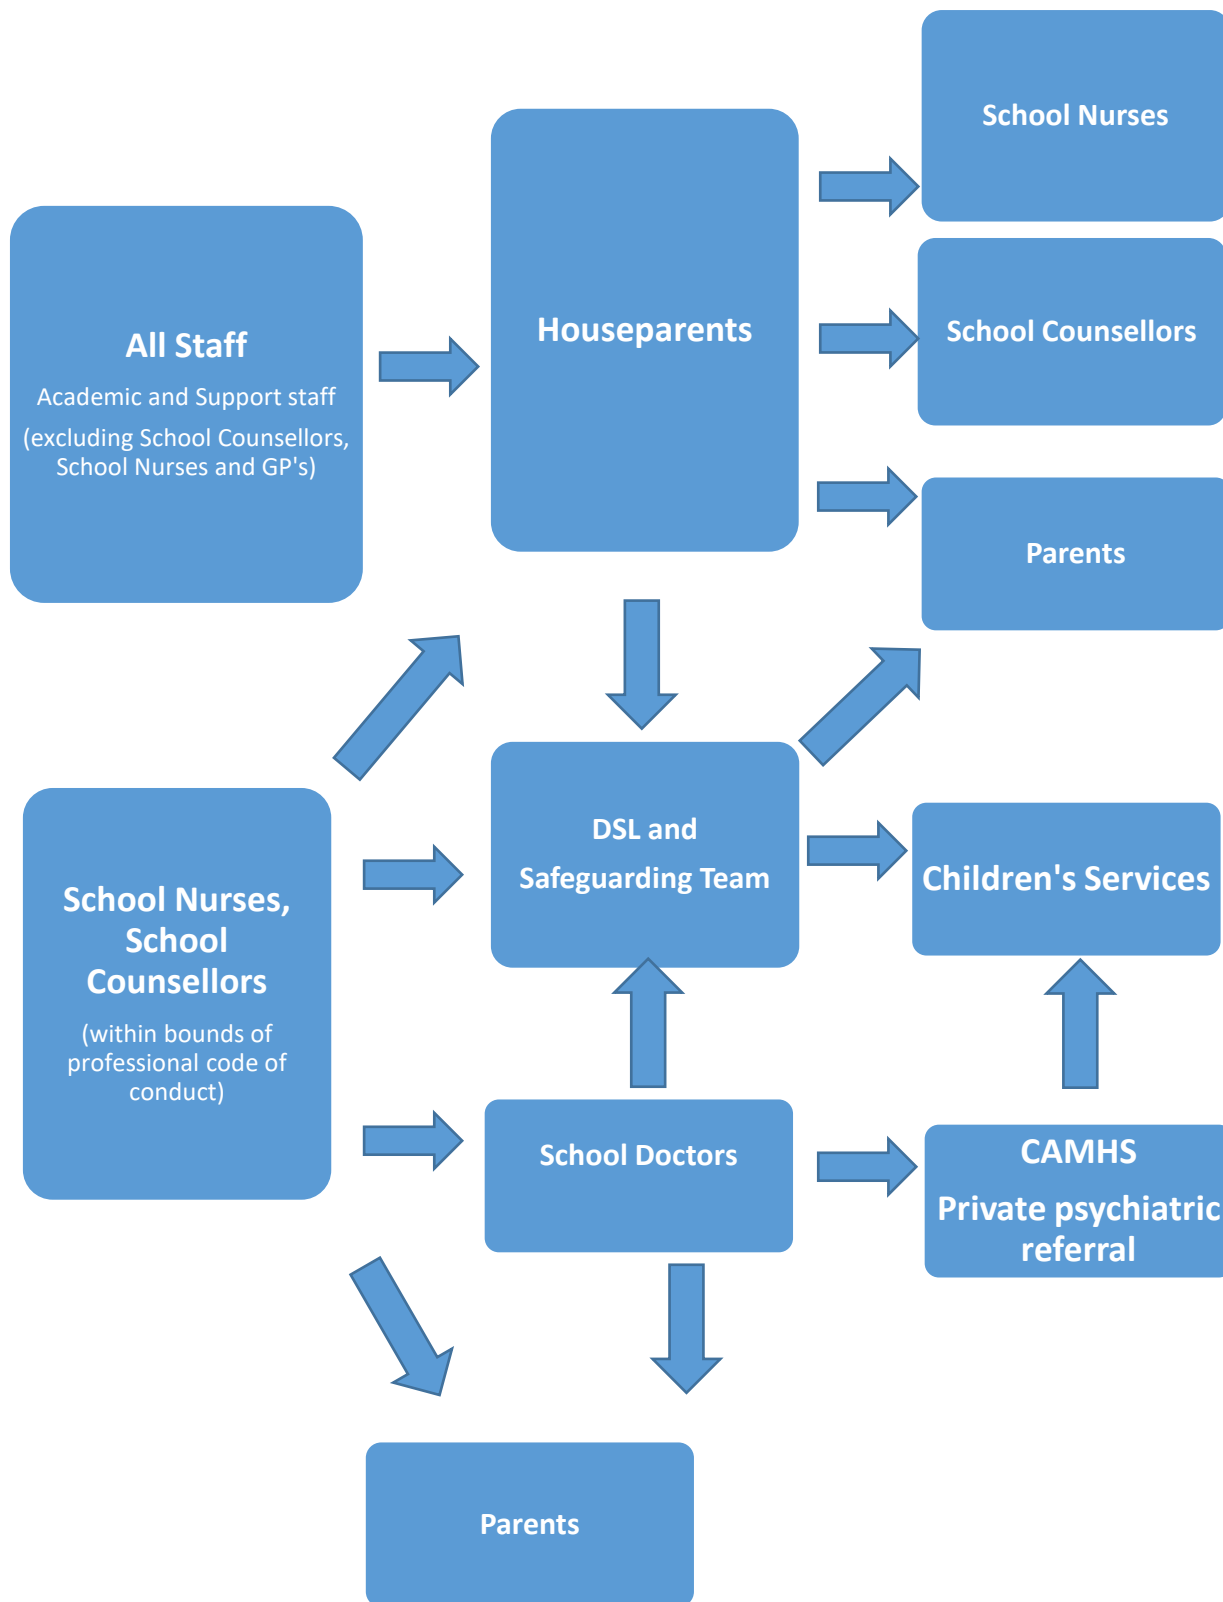 School Nurses
Houseparents
School Counsellors
All Staff
Academic and Support staff
(excluding School Counsellors,
School Nurses and GP's)
Parents
DSL and
Safeguarding Team
Children's Services
School Nurses,
School
Counsellors
(within bounds of
professional code of
conduct)
School Doctors
CAMHS
Private psychiatric
referral
Parents